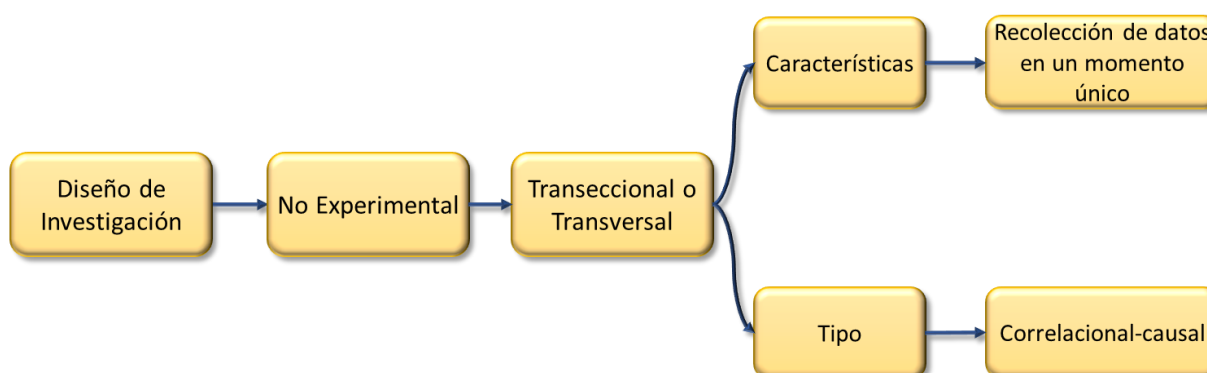 Diseño de
Investigación
No Experimental
Transeccional o
Transversal
Características
Recolección de datos
en un momento
único
Tipo
Correlacional-causal